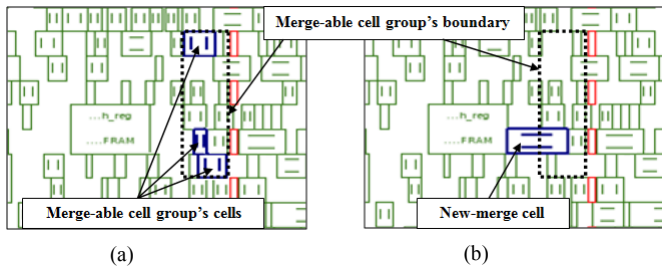 Merge-able cell group's boundary
...h_reg
...FRAM
...h_reg
...FRAM
Merge-able cell group's cells
New-merge cell
(a)
(b)